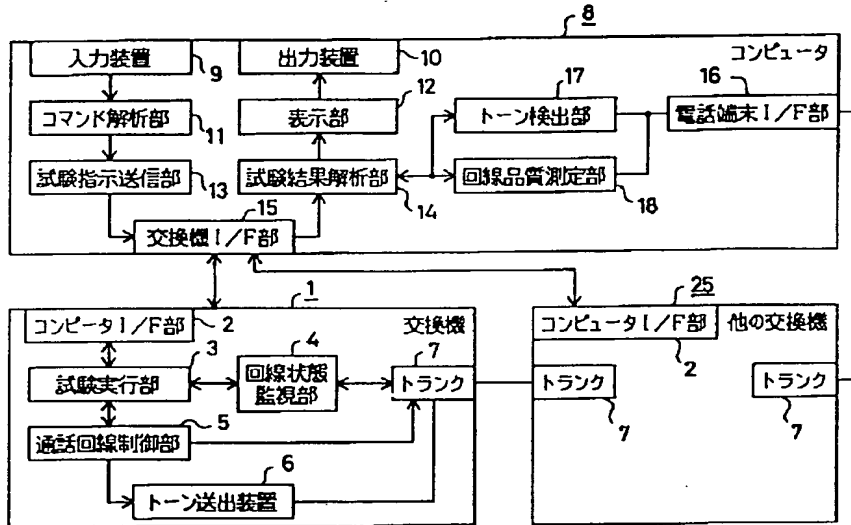 8
コンピュータ
入力装置
9
出力装置
10
コマンド解析部
11
表示部
12
トーン検出部
17
電話端末I/F部
16
試験指示送信部
13
試験結果解析部
14
回線品質測定部
18
交換機I/F部
15
1
交換機
コンピータI/F部
2
試験実行部
3
回線状態
監視部
4
トランク
7
通話回線制御部
5
トーン送出装置
6
25
他の交換機
コンピュータI/F部
2
トランク
7
トランク
7